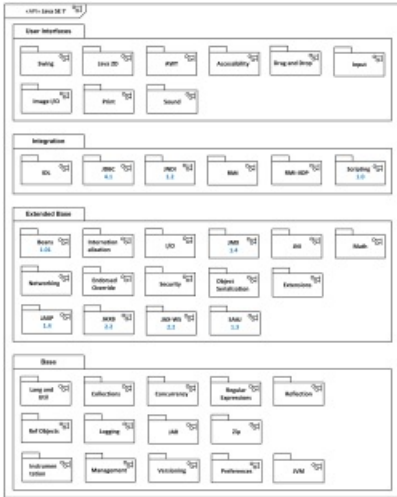 «API» Java SE 7
User Interfaces
Swing
Java 2D
AWT
Accessibility
Drag and Drop
Input
Image I/O
Print
Sound
Integration
IDL
JDBC
4.1
JNDI
1.2
RMI
RMI-IIOP
Scripting
1.0
Extended Base
Beans
1.01
Internation
alisation
I/O
JMX
1.4
JNI
Math
Networking
Endorsed
Override
Security
Object
Serialization
Extensions
JAXP
1.4
JAXB
2.2
JAX-WS
2.2
SAAJ
1.3
Base
Lang and
Util
Collections
Concurrency
Regular
Expressions
Reflection
Ref Objects
Logging
JAR
Zip
Instrumen
tation
Management
Versioning
Preferences
JVM